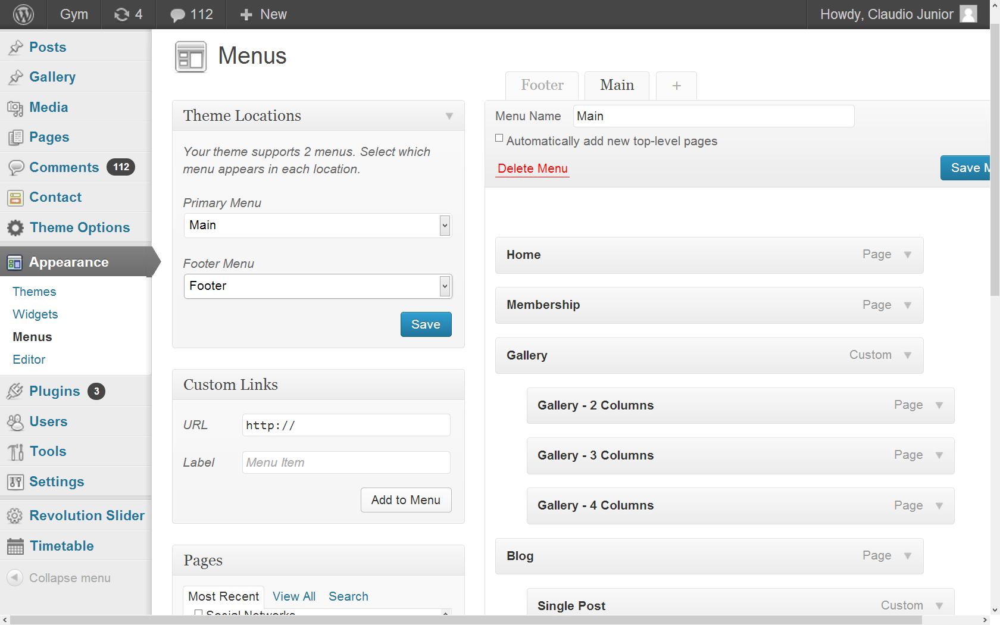 Gym
4
112
New
Howdy, Claudio Junior
Posts
Gallery
Media
Pages
Comments 112
Contact
Theme Options
Appearance
Themes
Widgets
Menus
Editor
Plugins 3
Users
Tools
Settings
Revolution Slider
Timetable
Collapse menu
Menus
Theme Locations
Your theme supports 2 menus. Select which
menu appears in each location.
Primary Menu
Main
Footer Menu
Footer
Save
Custom Links
URL http://
Label Menu Item
Add to Menu
Pages
Most Recent View All Search
Social Networks
Footer Main +
Menu Name Main
Automatically add new top-level pages
Delete Menu
Save M
Home Page
Membership Page
Gallery Custom
Gallery - 2 Columns Page
Gallery - 3 Columns Page
Gallery - 4 Columns Page
Blog Page
Single Post Custom